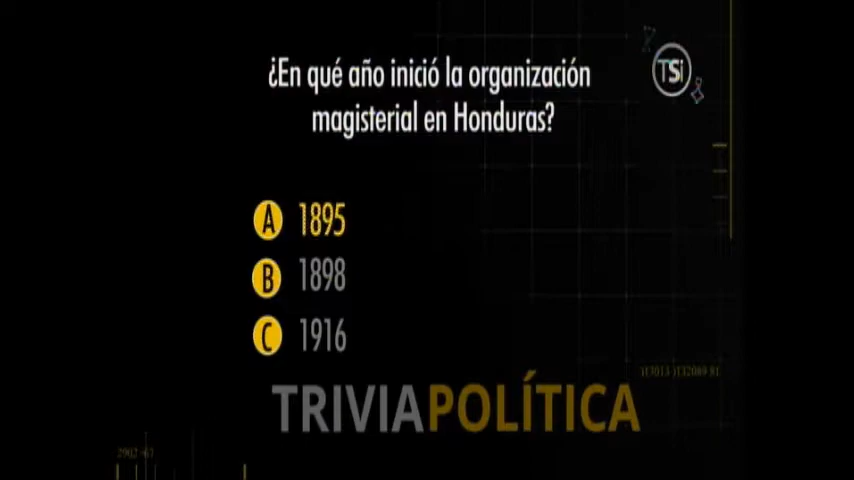 ¿En qué año inició la organización
magisterial en Honduras?
TSi
A 1895
B 1898
C 1916
TRIVIAPOLÍTICA